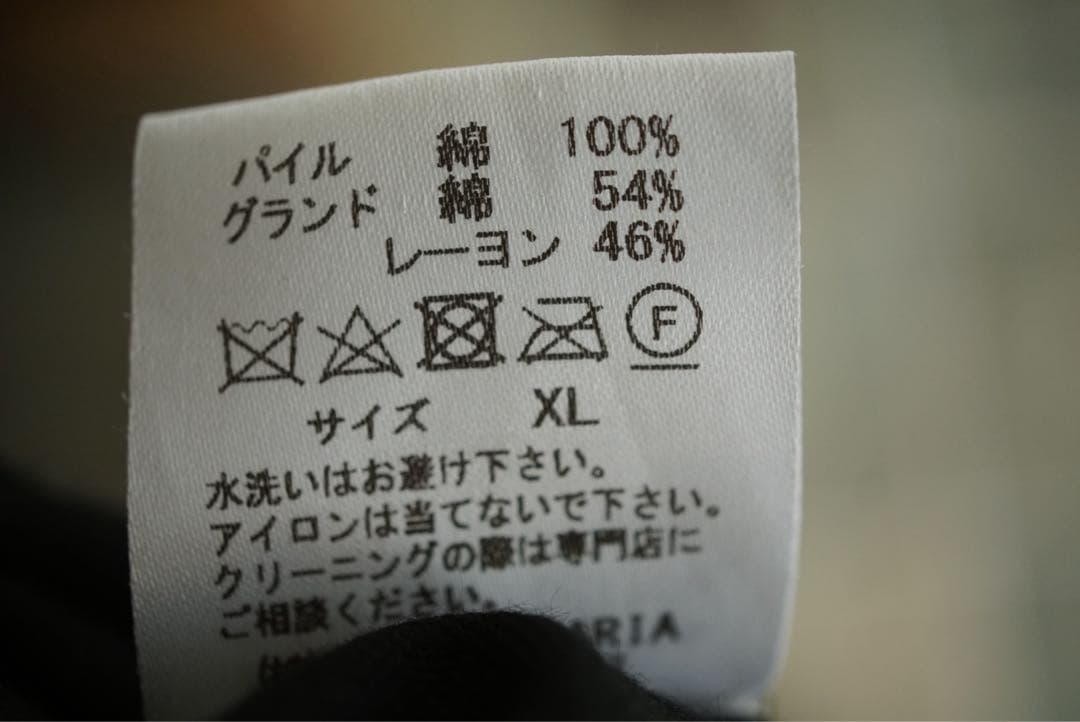 パイル 綿 100%
グランド 綿 54%
レーヨン 46%
F
サイズ XL
水洗いはお避け下さい。
アイロンは当てないで下さい。
クリーニングの際は専門店に
ご相談ください。
ARIA